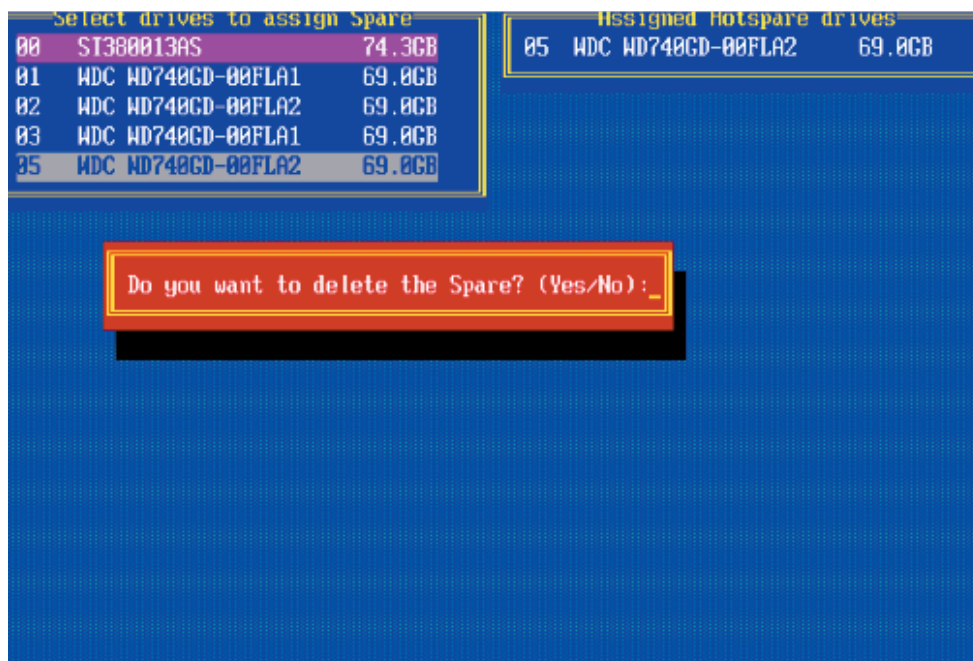 Select drives to assign Spare
00 ST380013AS 74.3GB
01 WDC WD740GD-00FLA1 69.0GB
02 WDC WD740GD-00FLA2 69.0GB
03 WDC WD740GD-00FLA1 69.0GB
05 WDC WD740GD-00FLA2 69.0GB
Assigned Hotspare drives
05 WDC WD740GD-00FLA2 69.0GB
Do you want to delete the Spare? (Yes/No):_